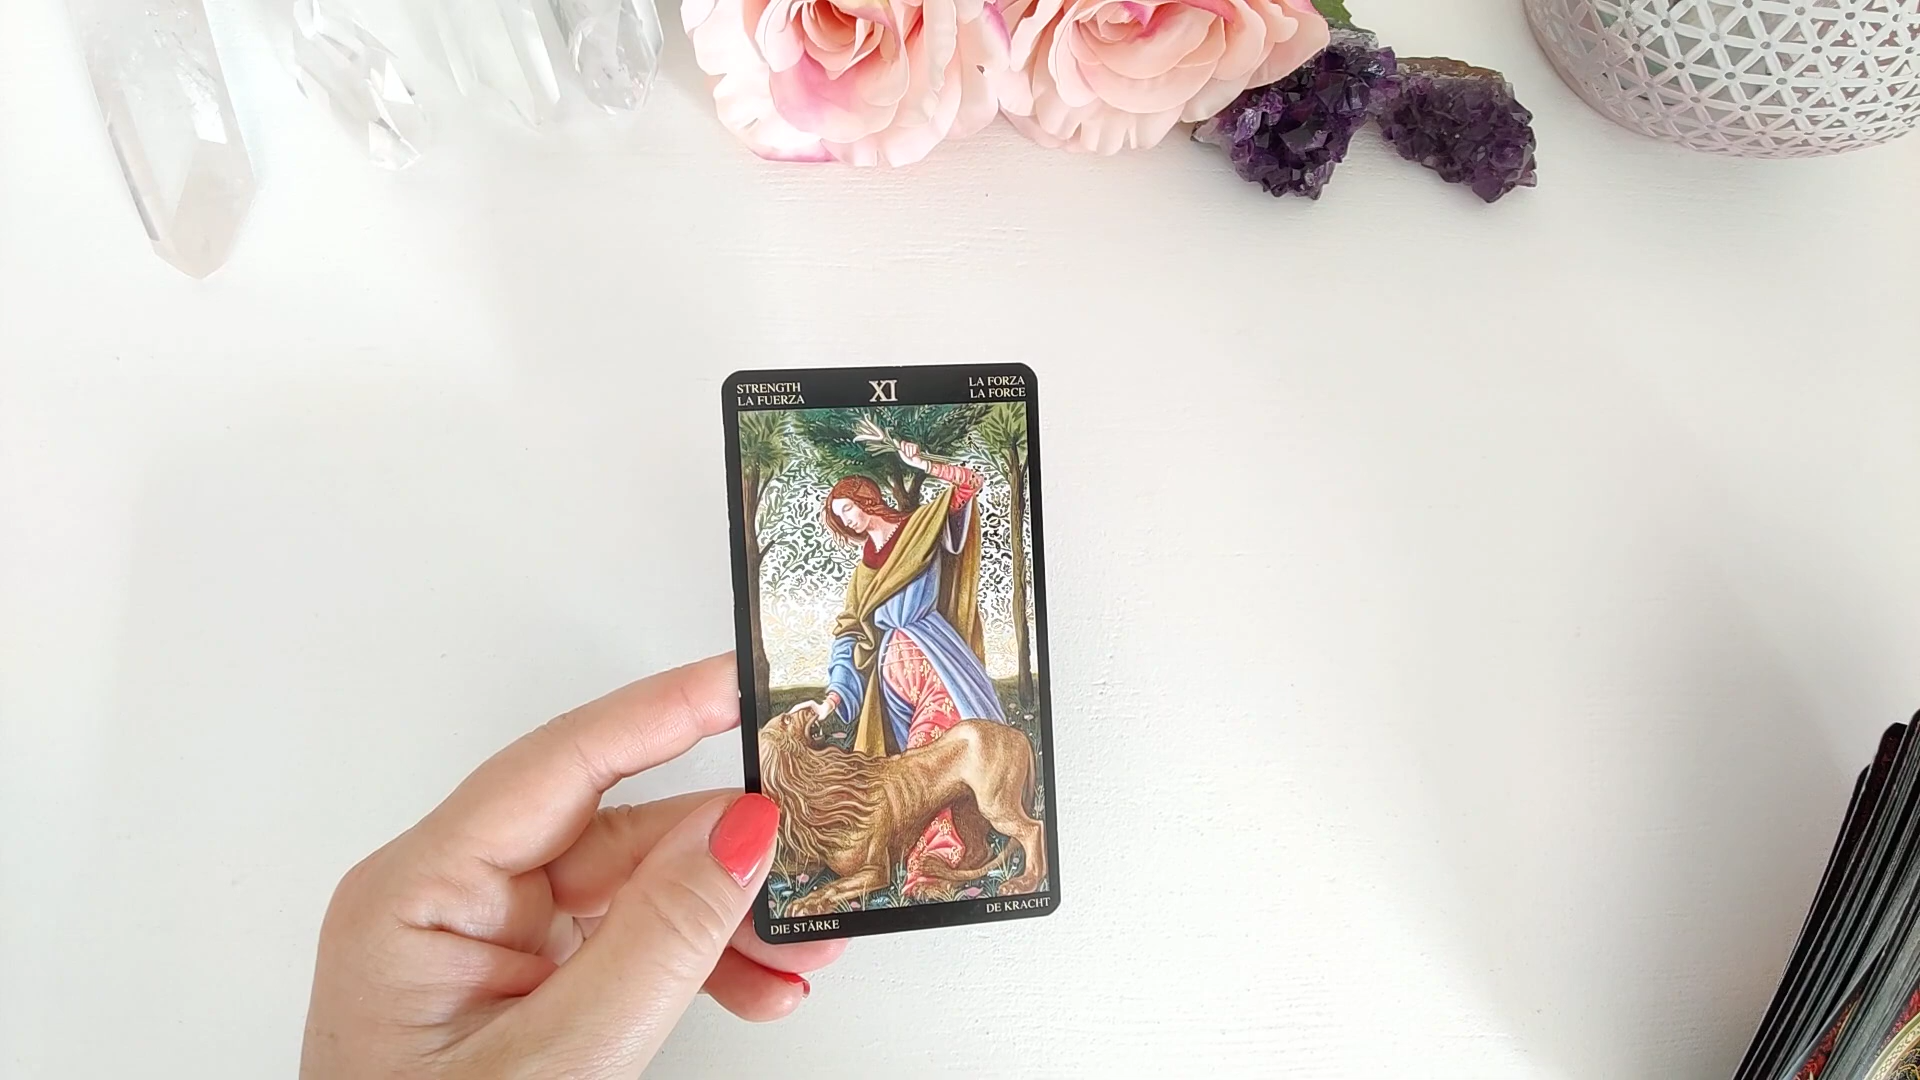 STRENGTH
LA FUERZA
XI
LA FORZA
LA FORCE
DIE STÄRKE
DE KRACHT